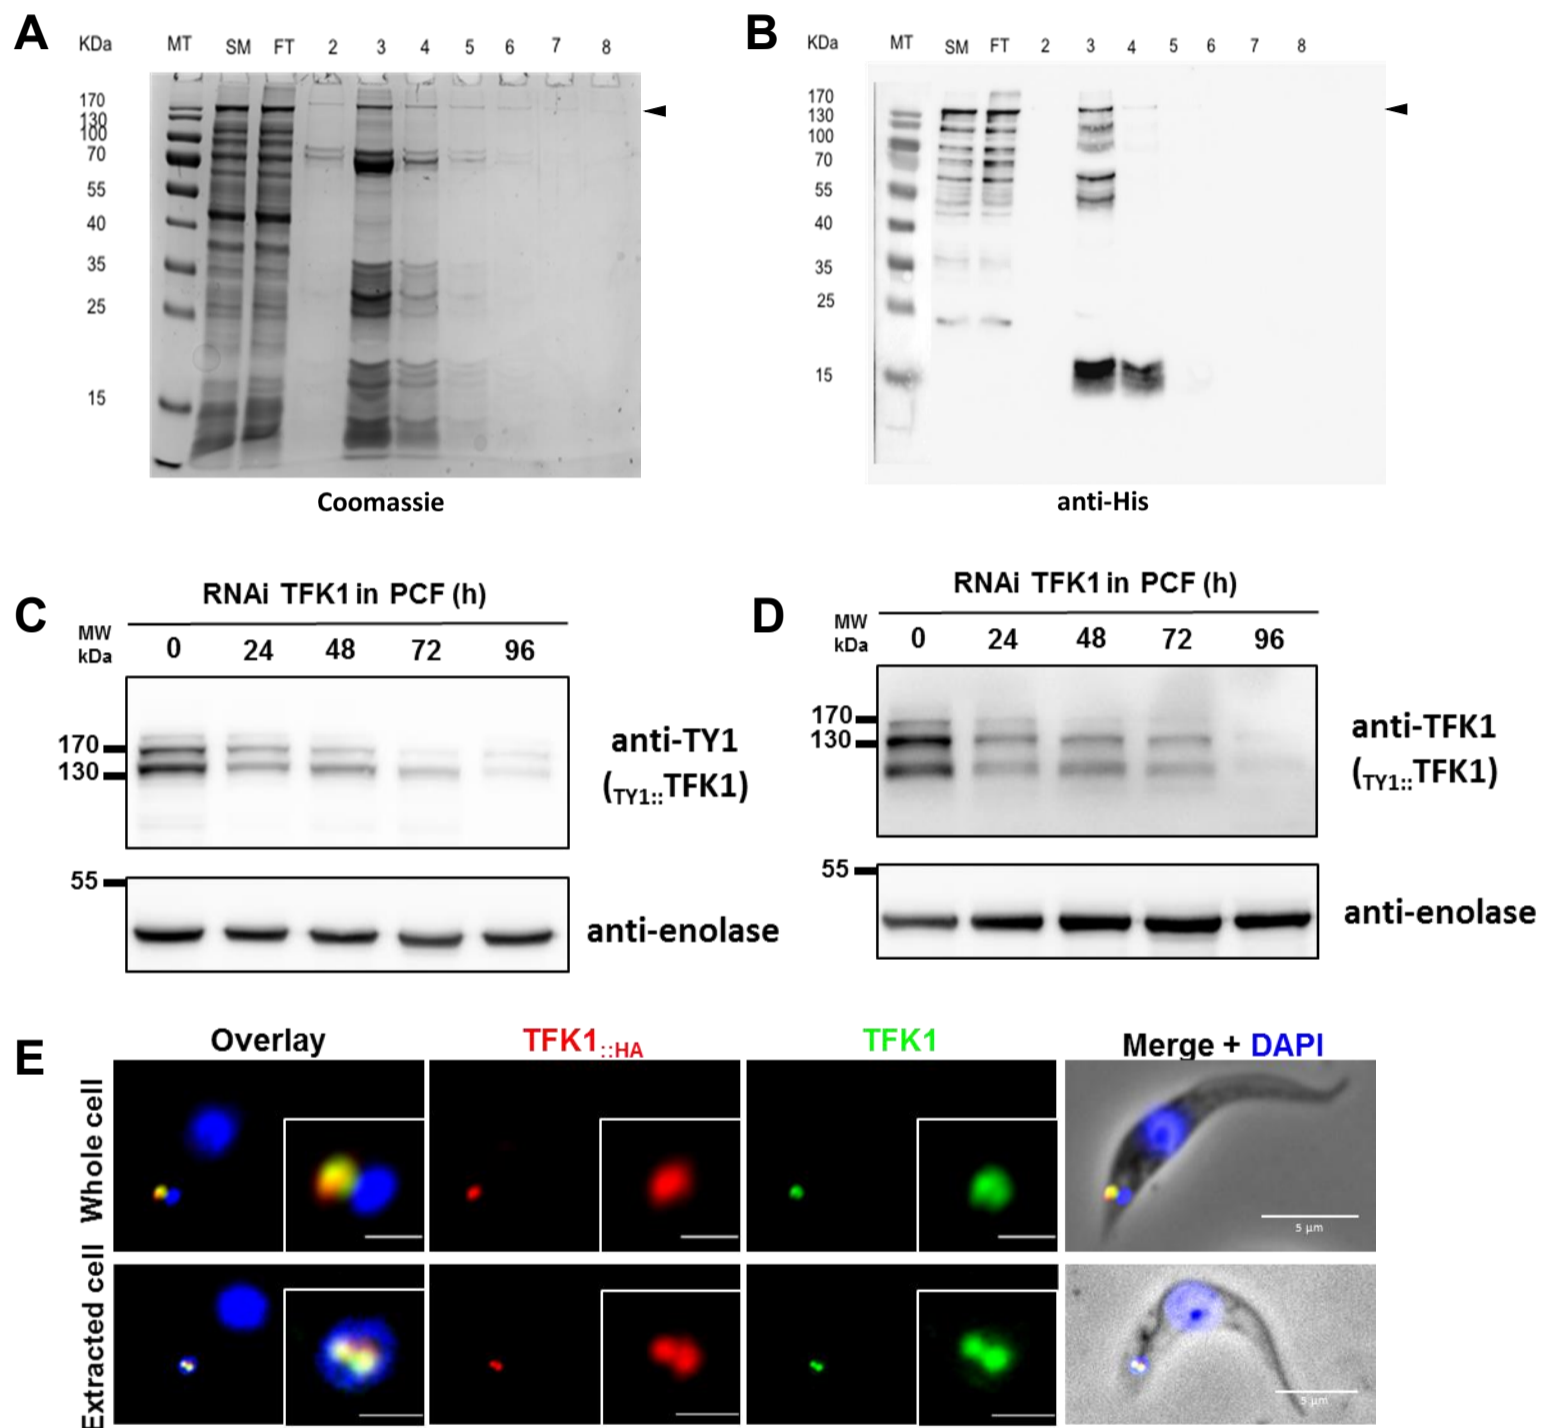 A
KDa MT SM FT 2 3 4 5 6 7 8
170
130
100
70
55
40
35
25
15
Coomassie
B
KDa MT SM FT 2 3 4 5 6 7 8
170
130
100
70
55
40
35
25
15
anti-His
C
RNAi TFK1 in PCF (h)
MW
kDa
0 24 48 72 96
170
130
anti-TY1
(TY1::TFK1)
55
anti-enolase
D
RNAi TFK1 in PCF (h)
MW
kDa
0 24 48 72 96
170
130
anti-TFK1
(TY1::TFK1)
55
anti-enolase
E
Overlay TFK1::HA TFK1 Merge + DAPI
Whole cell
5 µm
Extracted cell
5 µm